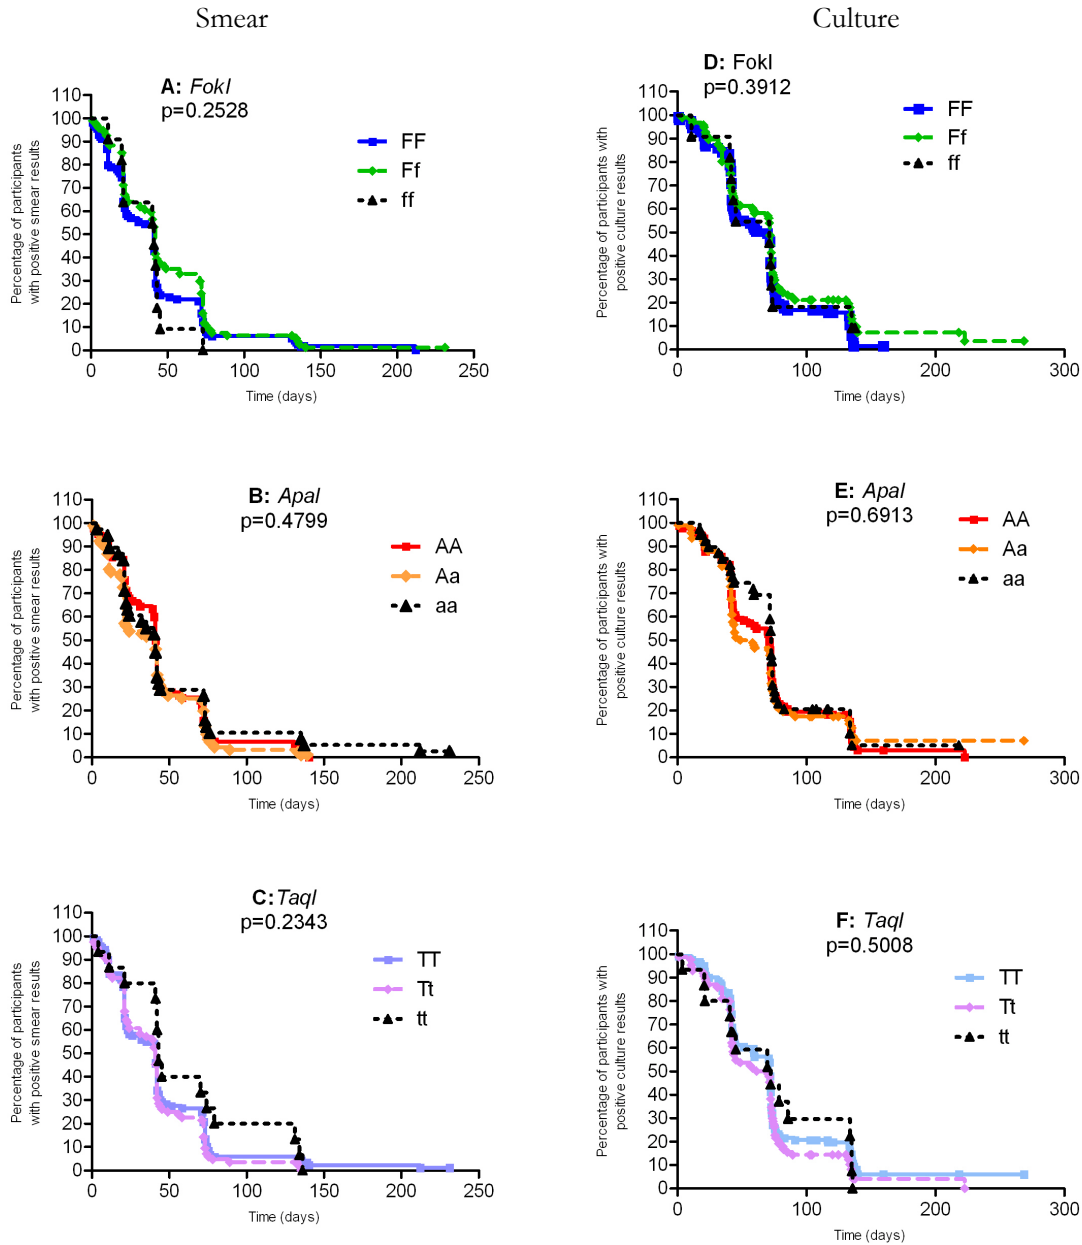 Smear
Culture
A: FokI
p=0.2528
110
100
90
80
70
60
50
40
30
20
10
0
Percentage of participants
with positive smear results
FF
Ff
ff
0 50 100 150 200 250
Time (days)
D: FokI
p=0.3912
110
100
90
80
70
60
50
40
30
20
10
0
Percentage of participants with
positive culture results
FF
Ff
ff
0 100 200 300
Time (days)
B: ApaI
p=0.4799
110
100
90
80
70
60
50
40
30
20
10
0
Percentage of participants
with positive smear results
AA
Aa
aa
0 50 100 150 200 250
Time (days)
E: ApaI
p=0.6913
110
100
90
80
70
60
50
40
30
20
10
0
Percentage of participants with
positive culture results
AA
Aa
aa
0 100 200 300
Time (days)
C: TaqI
p=0.2343
110
100
90
80
70
60
50
40
30
20
10
0
Percentage of participants
with positive smear results
TT
Tt
tt
0 50 100 150 200 250
Time (days)
F: TaqI
p=0.5008
110
100
90
80
70
60
50
40
30
20
10
0
Percentage of participants with
positive culture results
TT
Tt
tt
0 100 200 300
Time (days)